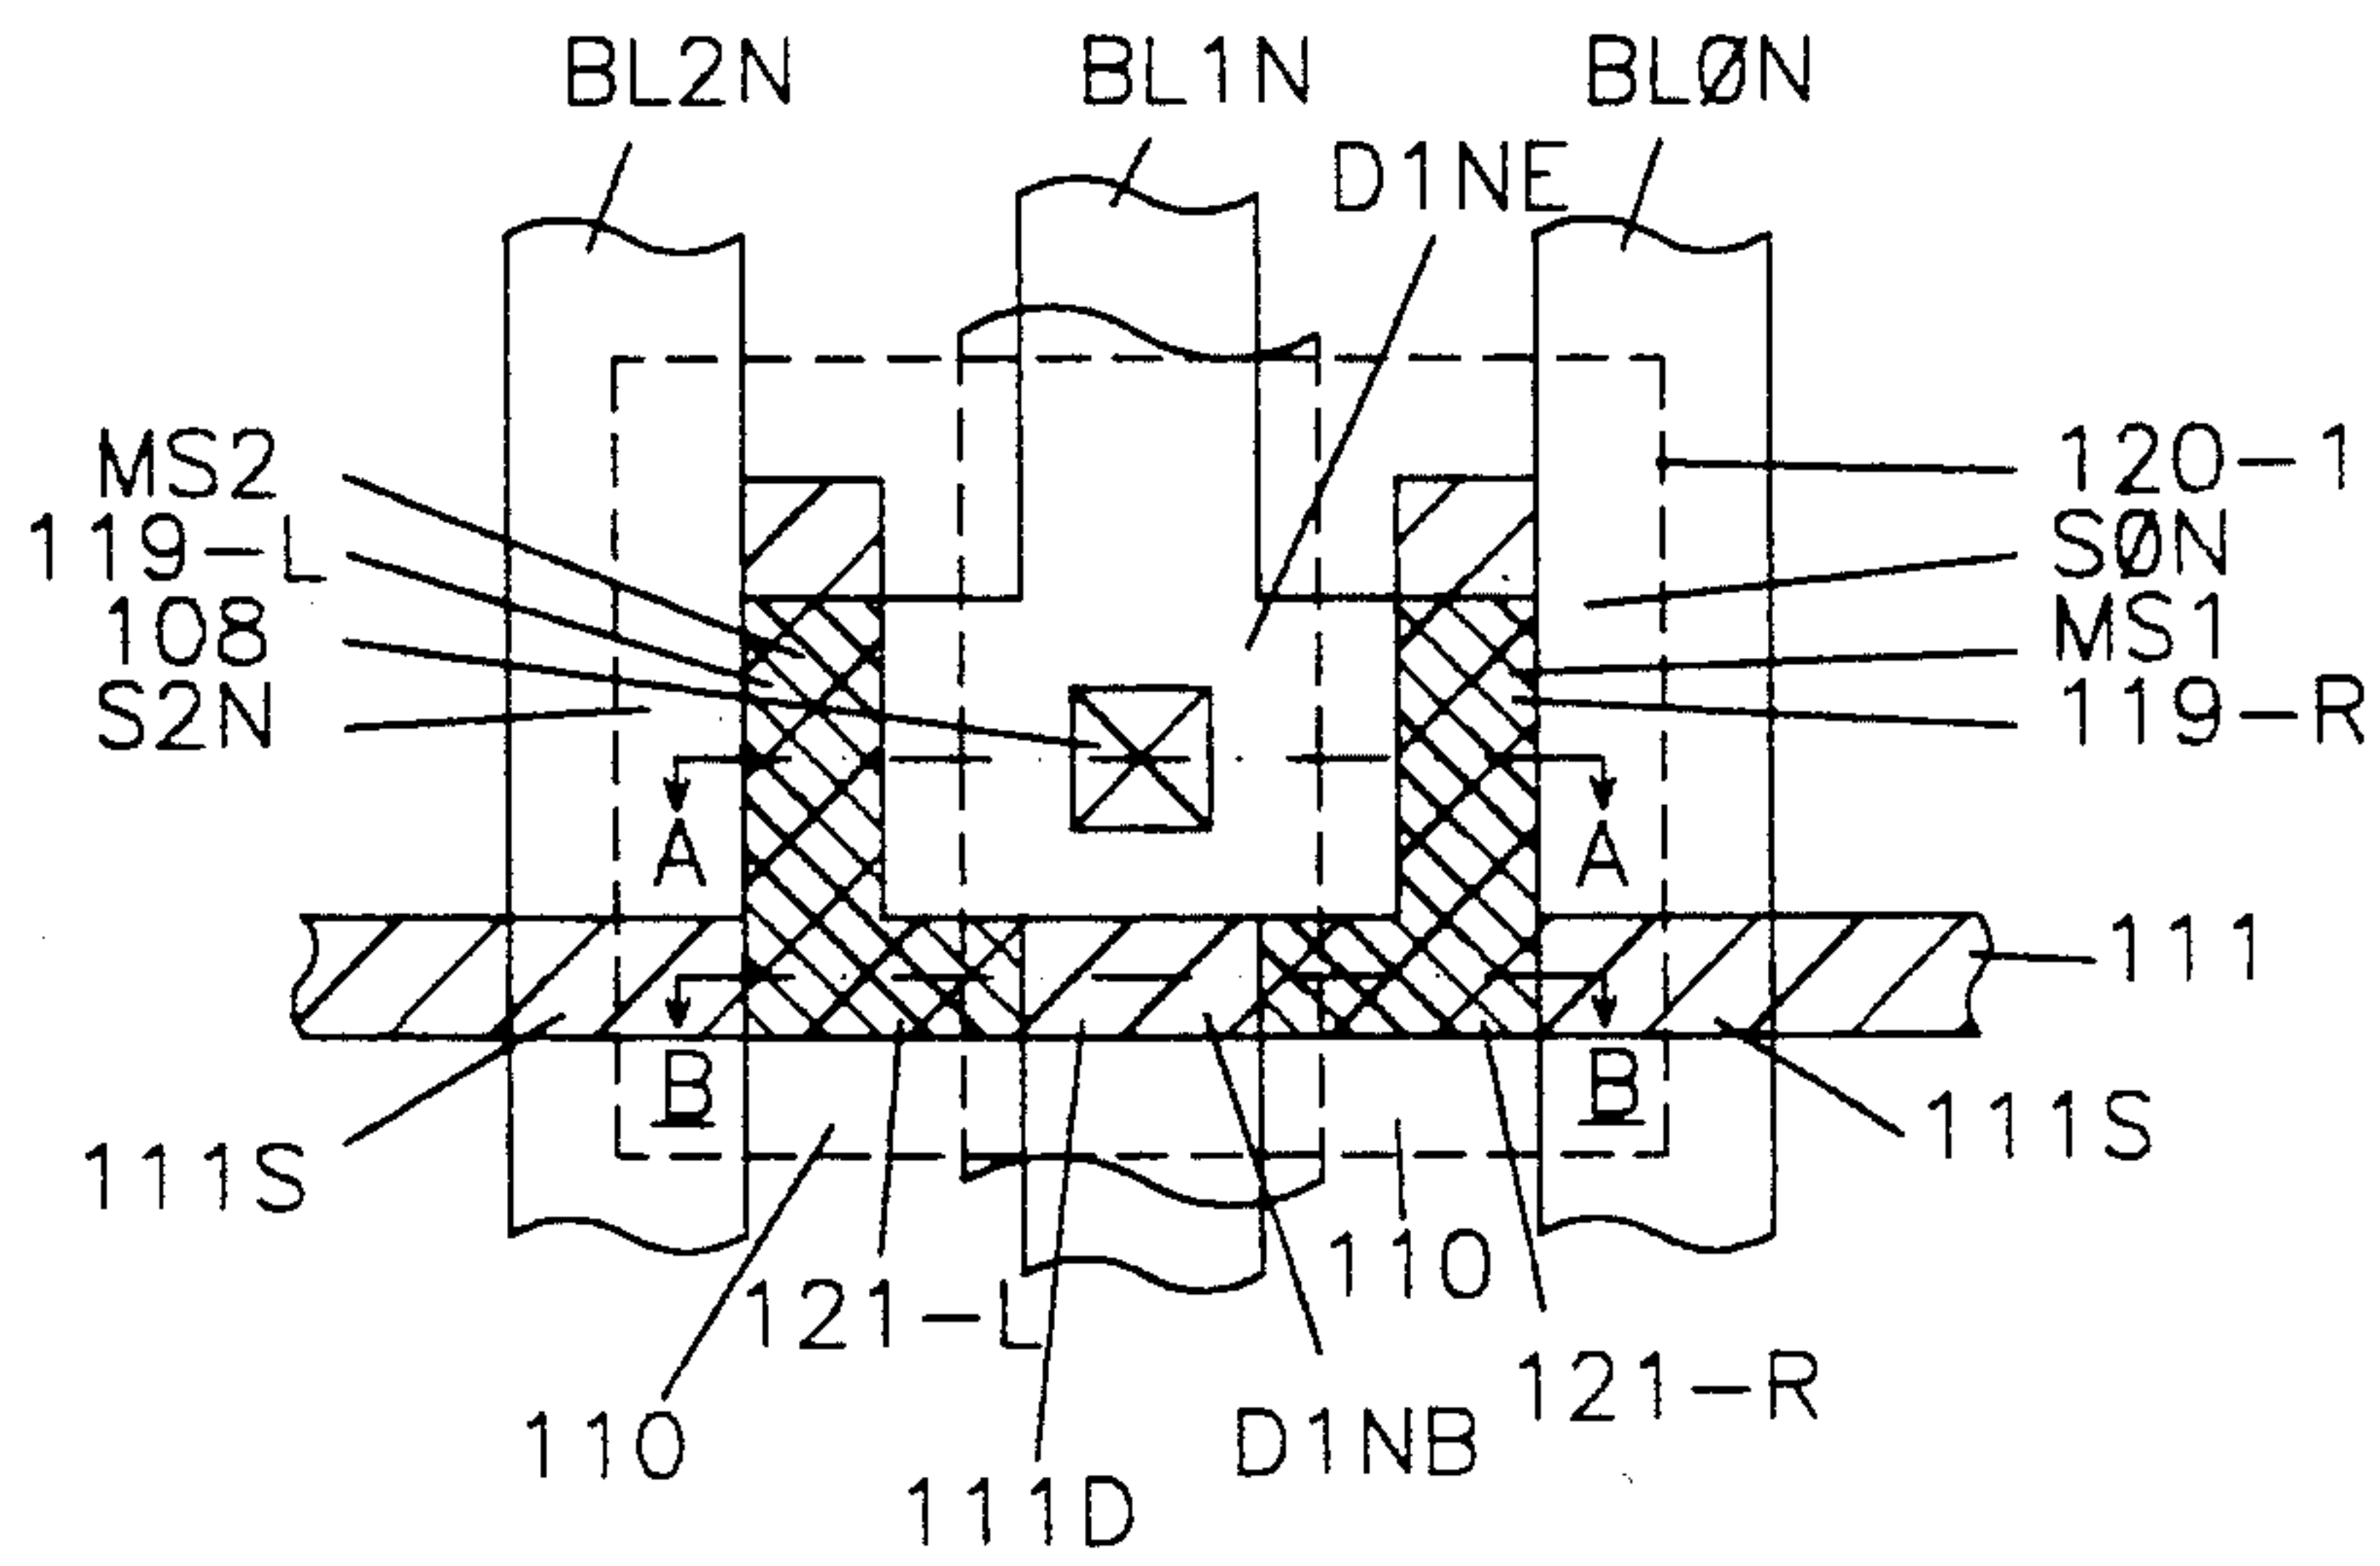 BL2N BL1N BLØN
D1NE
MS2
119-L
108
S2N
120-1
SØN
MS1
119-R
A A
111
B B
111S 111S
110
121-L
121-R
110
D1NB
111D